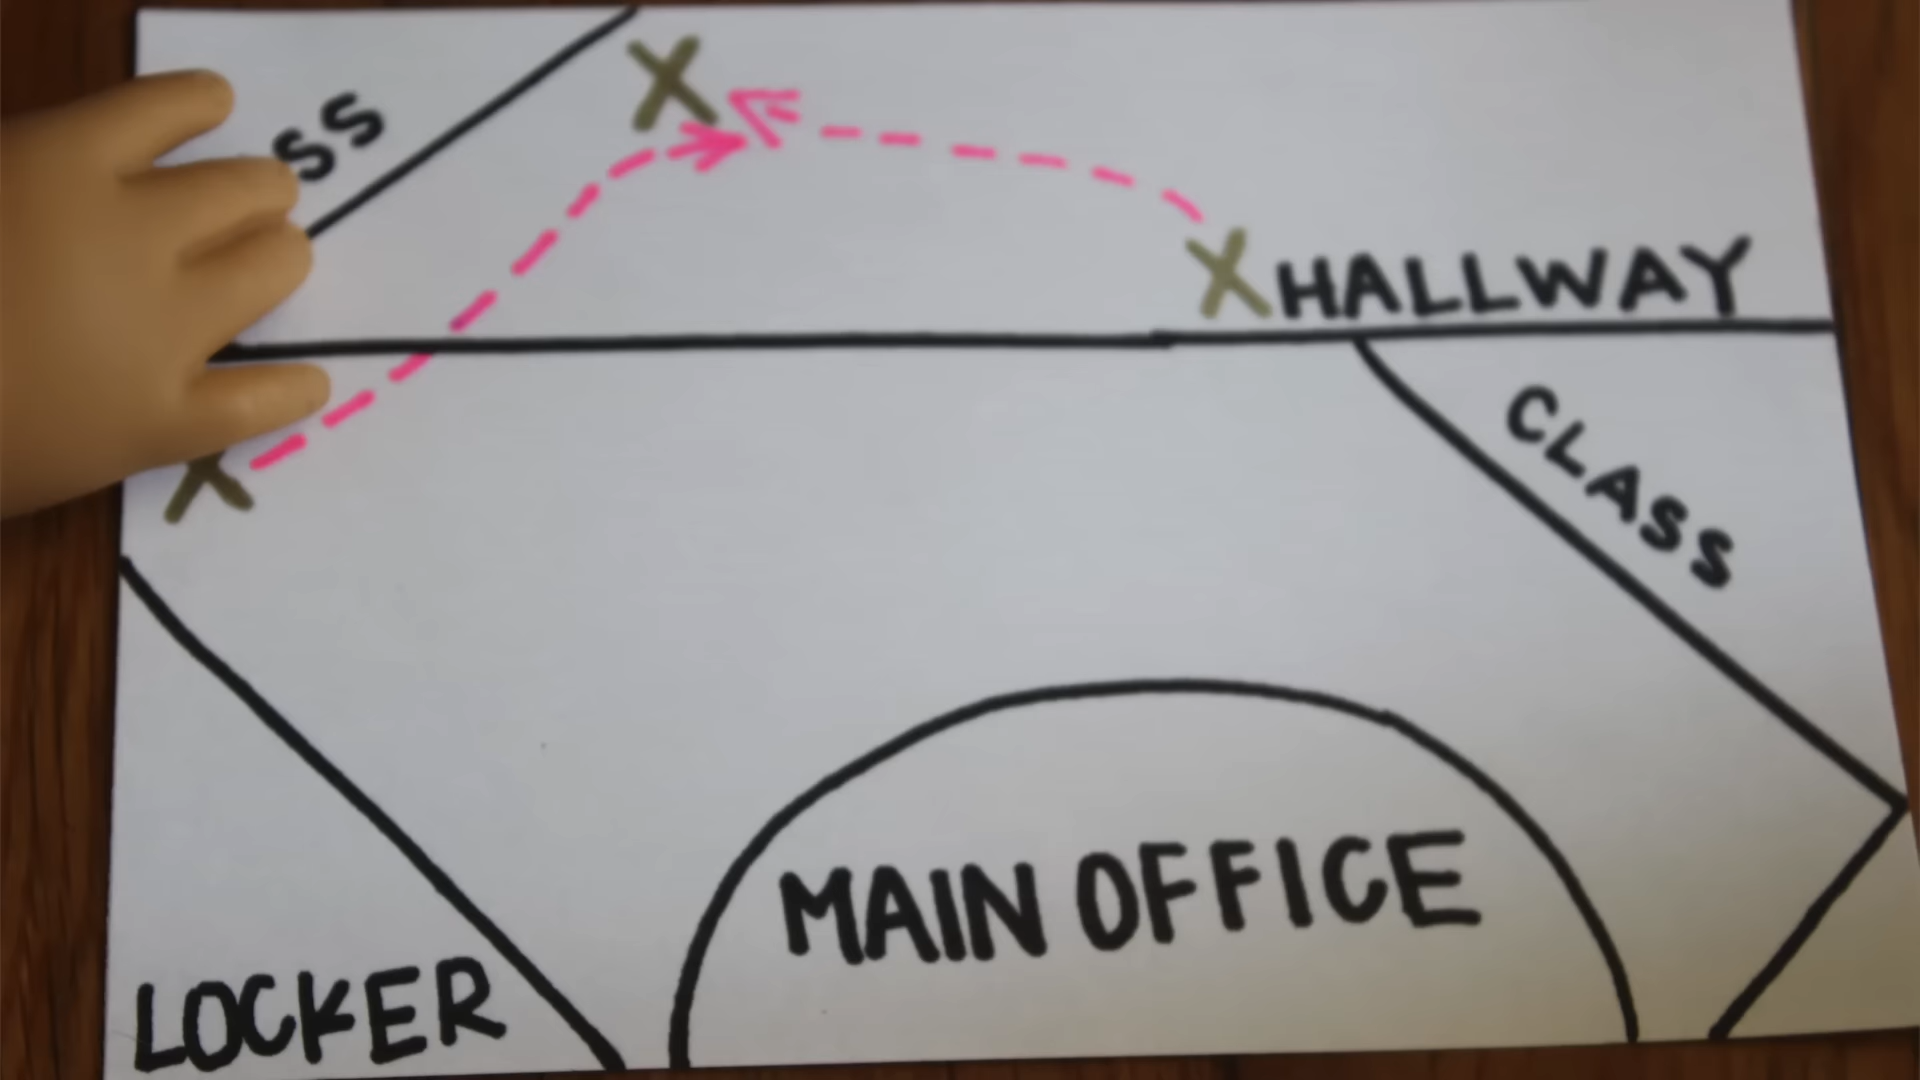 SS
X
X HALLWAY
CLASS
X
MAIN OFFICE
LOCKER